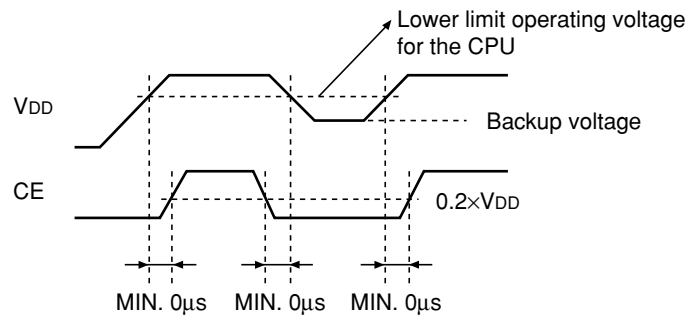 Lower limit operating voltage
for the CPU
VDD
Backup voltage
CE
0.2×VDD
MIN. 0μs MIN. 0μs MIN. 0μs